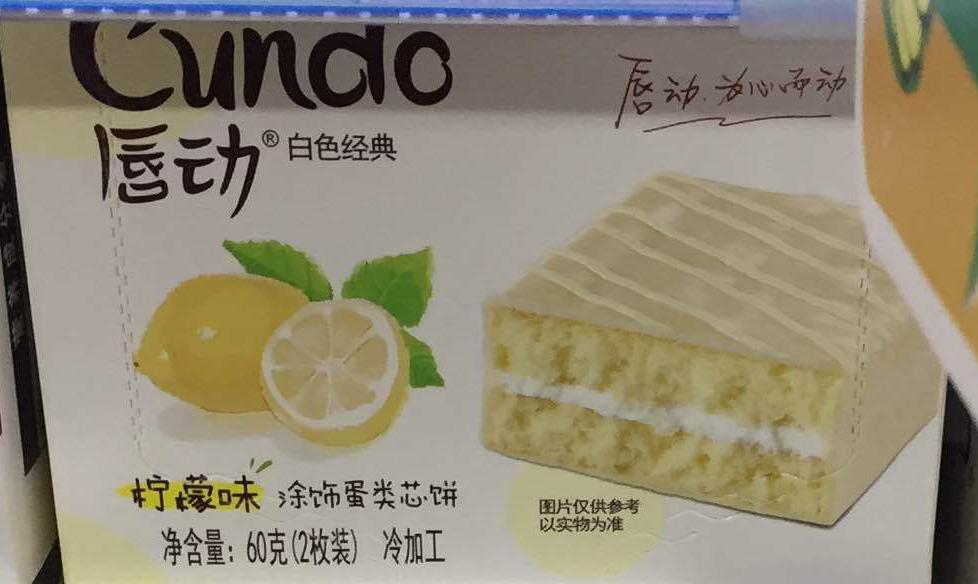 Cundo
唇动,为心而动
唇动® 白色经典
柠檬味 涂饰蛋类芯饼
净含量:60克(2枚装) 冷加工
图片仅供参考
以实物为准